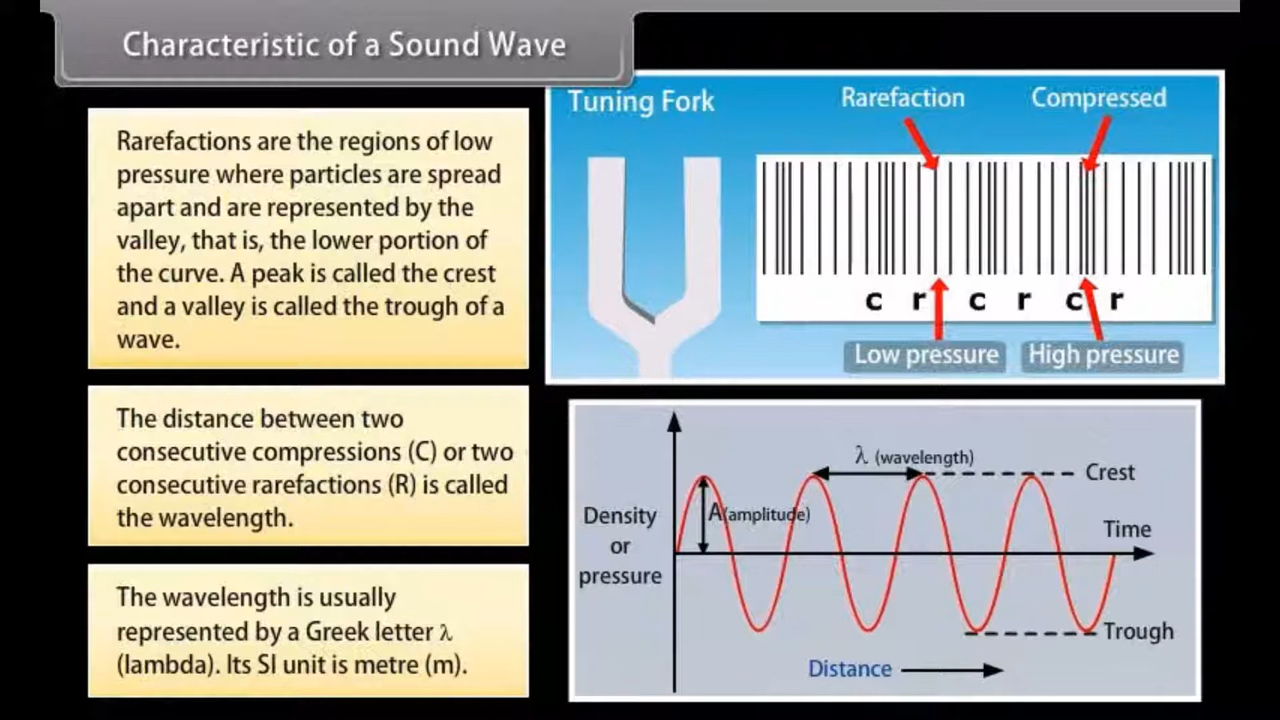 Characteristic of a Sound Wave
Rarefactions are the regions of low
pressure where particles are spread
apart and are represented by the
valley, that is, the lower portion of
the curve. A peak is called the crest
and a valley is called the trough of a
wave.
The distance between two
consecutive compressions (C) or two
consecutive rarefactions (R) is called
the wavelength.
The wavelength is usually
represented by a Greek letter λ
(lambda). Its SI unit is metre (m).
Tuning Fork
Rarefaction
Compressed
c r c r c r
Low pressure
High pressure
λ (wavelength)
Crest
A(amplitude)
Density
or
pressure
Time
Trough
Distance